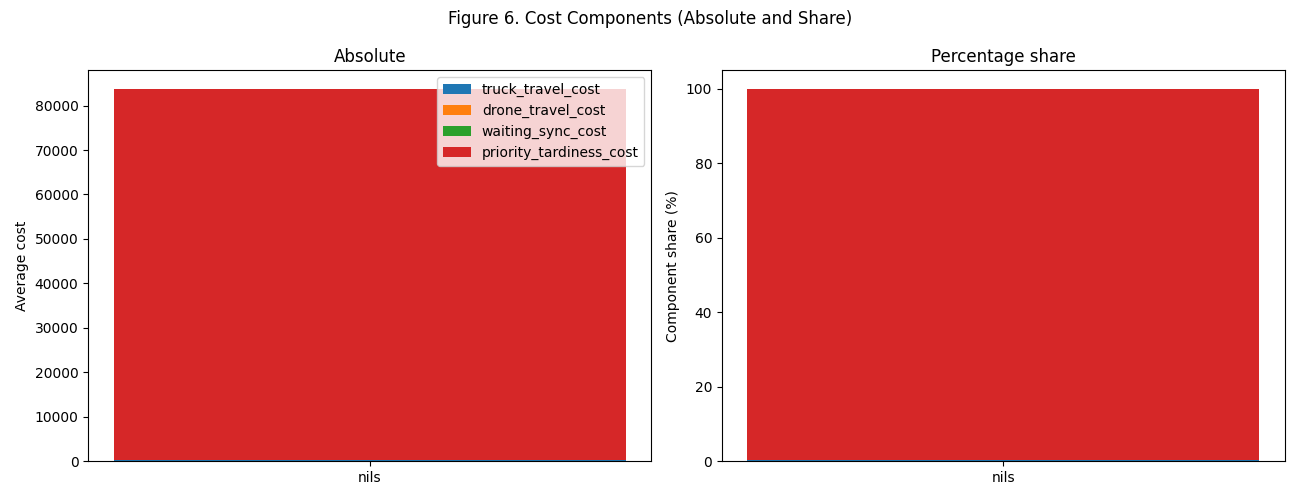 Figure 6. Cost Components (Absolute and Share)
Absolute
Average cost
80000
70000
60000
50000
40000
30000
20000
10000
0
truck_travel_cost
drone_travel_cost
waiting_sync_cost
priority_tardiness_cost
nils
Percentage share
Component share (%)
100
80
60
40
20
0
nils